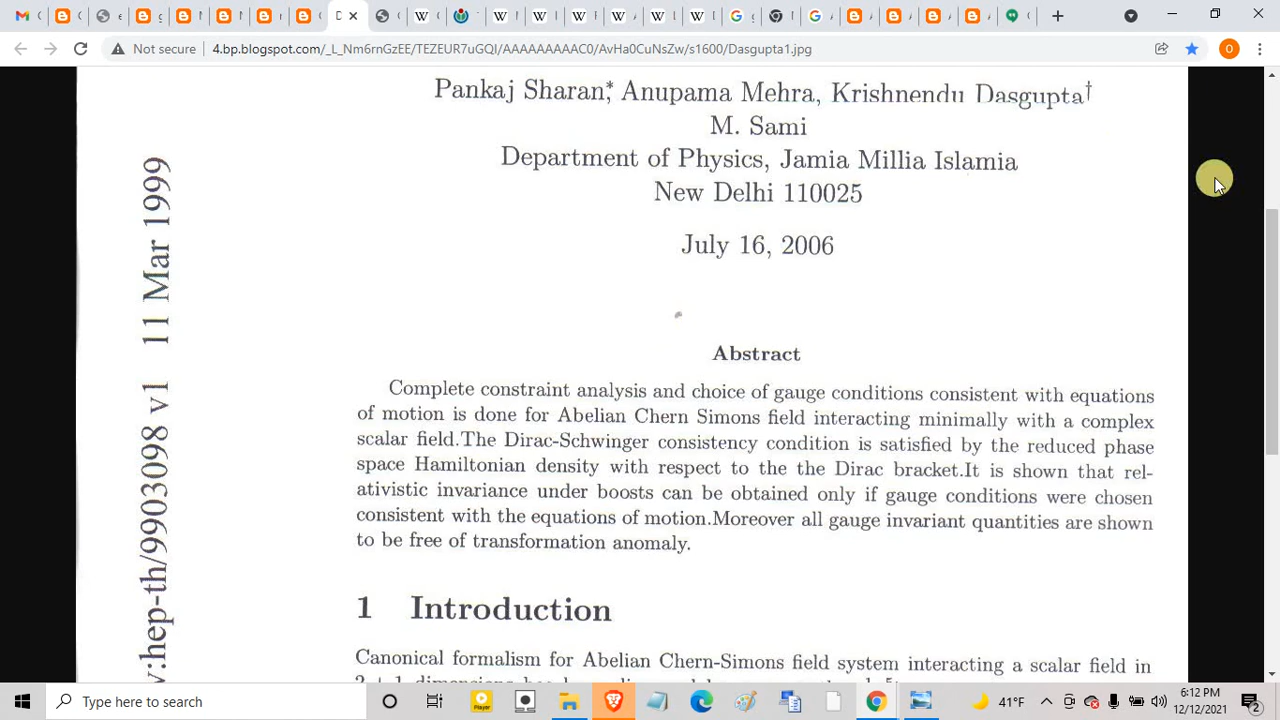 Not secure
4.bp.blogspot.com/_L_Nm6rnGzEE/TEZEUR7uGQI/AAAAAAAAAC0/AvHa0CuNsZw/s1600/Dasgupta1.jpg
Pankaj Sharan*, Anupama Mehra, Krishnendu Dasgupta†
M. Sami
Department of Physics, Jamia Millia Islamia
New Delhi 110025
July 16, 2006
v:hep-th/9903098 v1 11 Mar 1999
Abstract
Complete constraint analysis and choice of gauge conditions consistent with equations
of motion is done for Abelian Chern Simons field interacting minimally with a complex
scalar field.The Dirac-Schwinger consistency condition is satisfied by the reduced phase
space Hamiltonian density with respect to the the Dirac bracket.It is shown that rel-
ativistic invariance under boosts can be obtained only if gauge conditions were chosen
consistent with the equations of motion.Moreover all gauge invariant quantities are shown
to be free of transformation anomaly.
1 Introduction
Canonical formalism for Abelian Chern-Simons field system interacting a scalar field in
Type here to search
Player
41°F
6:12 PM
12/12/2021
2